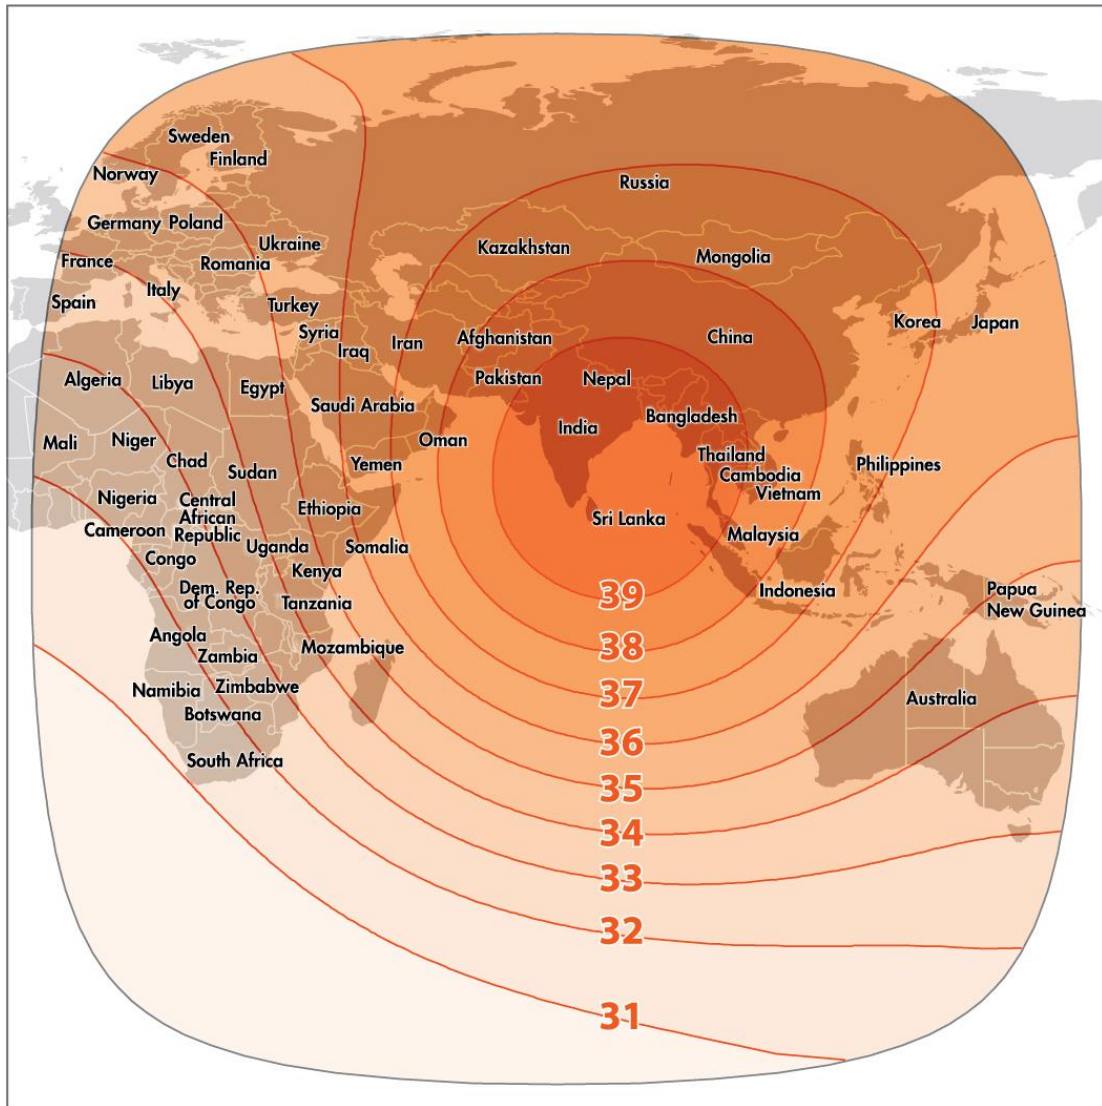 Sweden
Finland
Norway
Russia
Germany
Poland
Ukraine
Kazakhstan
Mongolia
France
Romania
Italy
Spain
Turkey
Korea
Japan
Syria
Iraq
Iran
Afghanistan
China
Algeria
Libya
Egypt
Pakistan
Nepal
Saudi Arabia
Bangladesh
India
Mali
Niger
Oman
Chad
Sudan
Yemen
Thailand
Philippines
Cambodia
Vietnam
Nigeria
Central
African
Republic
Ethiopia
Sri Lanka
Cameroon
Malaysia
Uganda
Somalia
Congo
Kenya
Dem. Rep.
of Congo
Tanzania
39
Indonesia
Papua
New Guinea
Angola
Zambia
Mozambique
38
Namibia
Zimbabwe
37
Australia
Botswana
36
South Africa
35
34
33
32
31